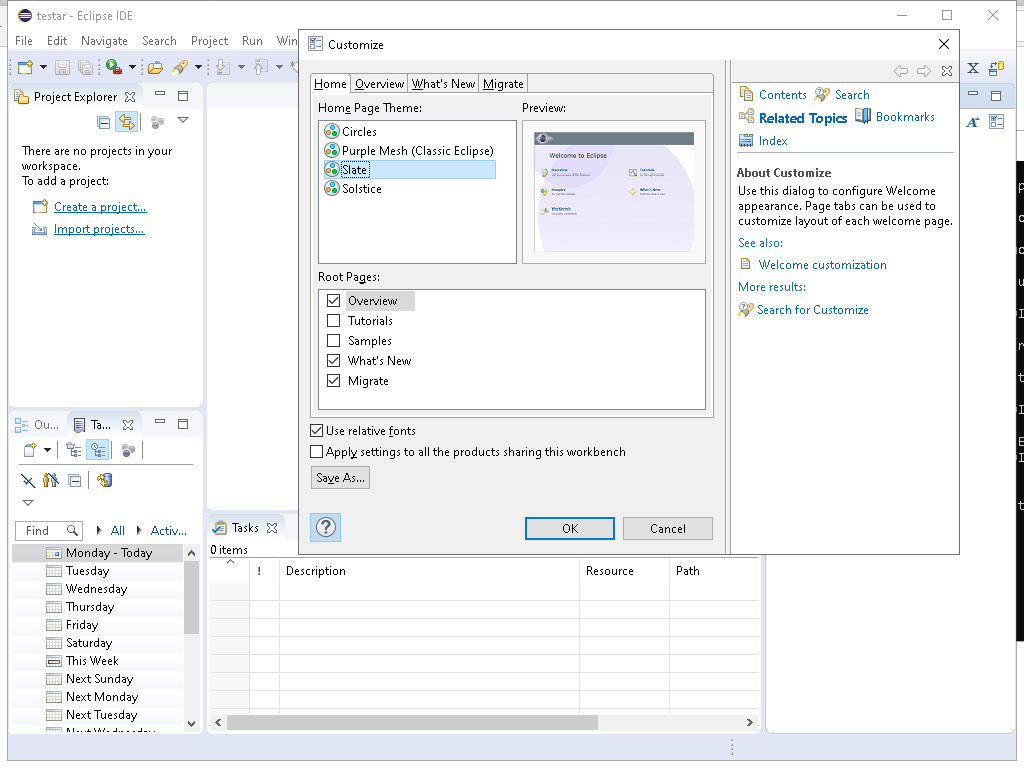 testar - Eclipse IDE
File Edit Navigate Search Project Run Win
Customize
Project Explorer
There are no projects in your
workspace.
To add a project:
Create a project...
Import projects...
Home Overview What's New Migrate
Home Page Theme:
Circles
Purple Mesh (Classic Eclipse)
Slate
Solstice
Preview:
Welcome to Eclipse
Overview
Tutorials
Samples
What's New
Workbench
Root Pages:
Overview
Tutorials
Samples
What's New
Migrate
Use relative fonts
Apply settings to all the products sharing this workbench
Save As...
OK Cancel
Contents Search
Related Topics Bookmarks
Index
About Customize
Use this dialog to configure Welcome
appearance. Page tabs can be used to
customize layout of each welcome page.
See also:
Welcome customization
More results:
Search for Customize
Ou... Ta...
Find All Activ...
Monday - Today
Tuesday
Wednesday
Thursday
Friday
Saturday
This Week
Next Sunday
Next Monday
Next Tuesday
Next Wednesday
Tasks
0 items
! Description Resource Path